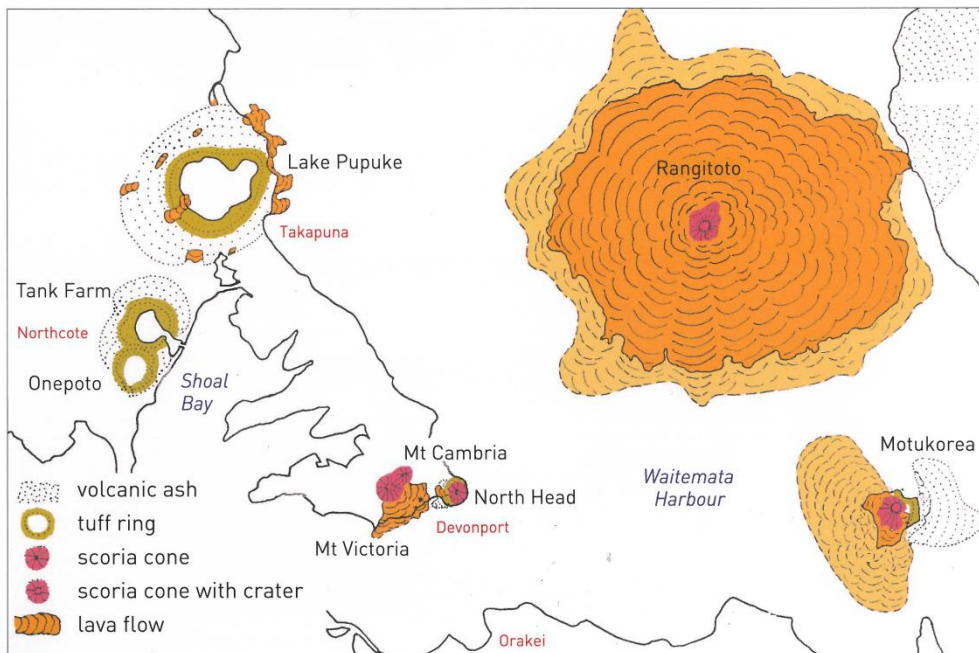 Lake Pupuke
Rangitoto
Takapuna
Tank Farm
Northcote
Onepoto
Shoal
Bay
Mt Cambria
Motukorea
Waitemata
Harbour
North Head
Devonport
Mt Victoria
volcanic ash
tuff ring
scoria cone
scoria cone with crater
lava flow
Orakei